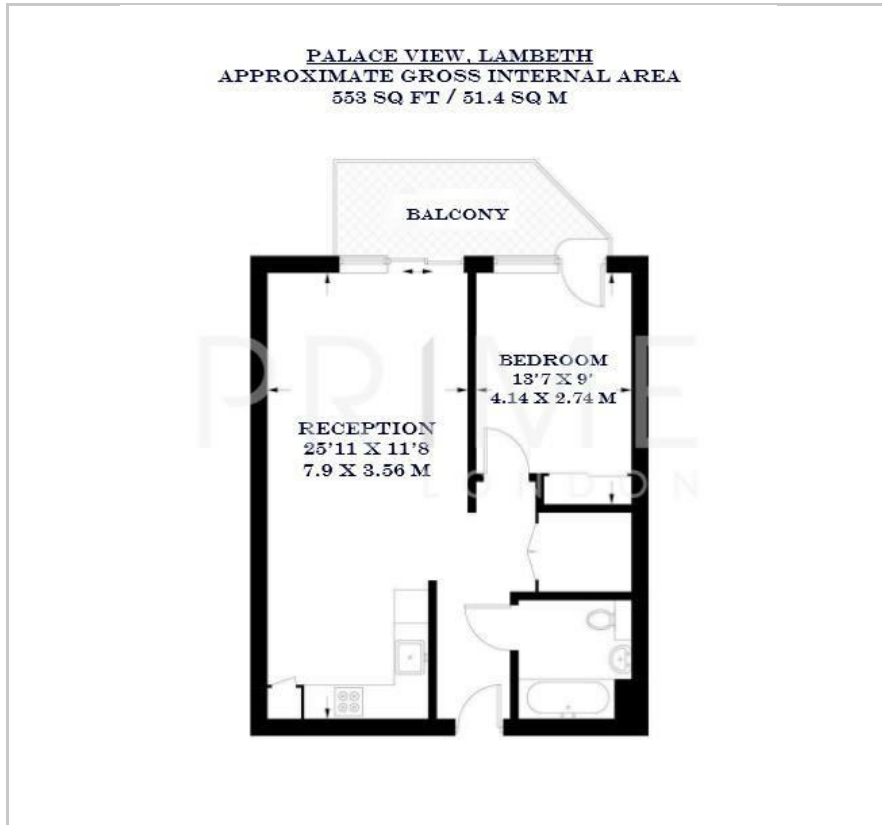 PALACE VIEW, LAMBETH
APPROXIMATE GROSS INTERNAL AREA
553 SQ FT / 51.4 SQ M
BALCONY
PRIME
LONDON
BEDROOM
13'7 X 9'
4.14 X 2.74 M
RECEPTION
25'11 X 11'8
7.9 X 3.56 M